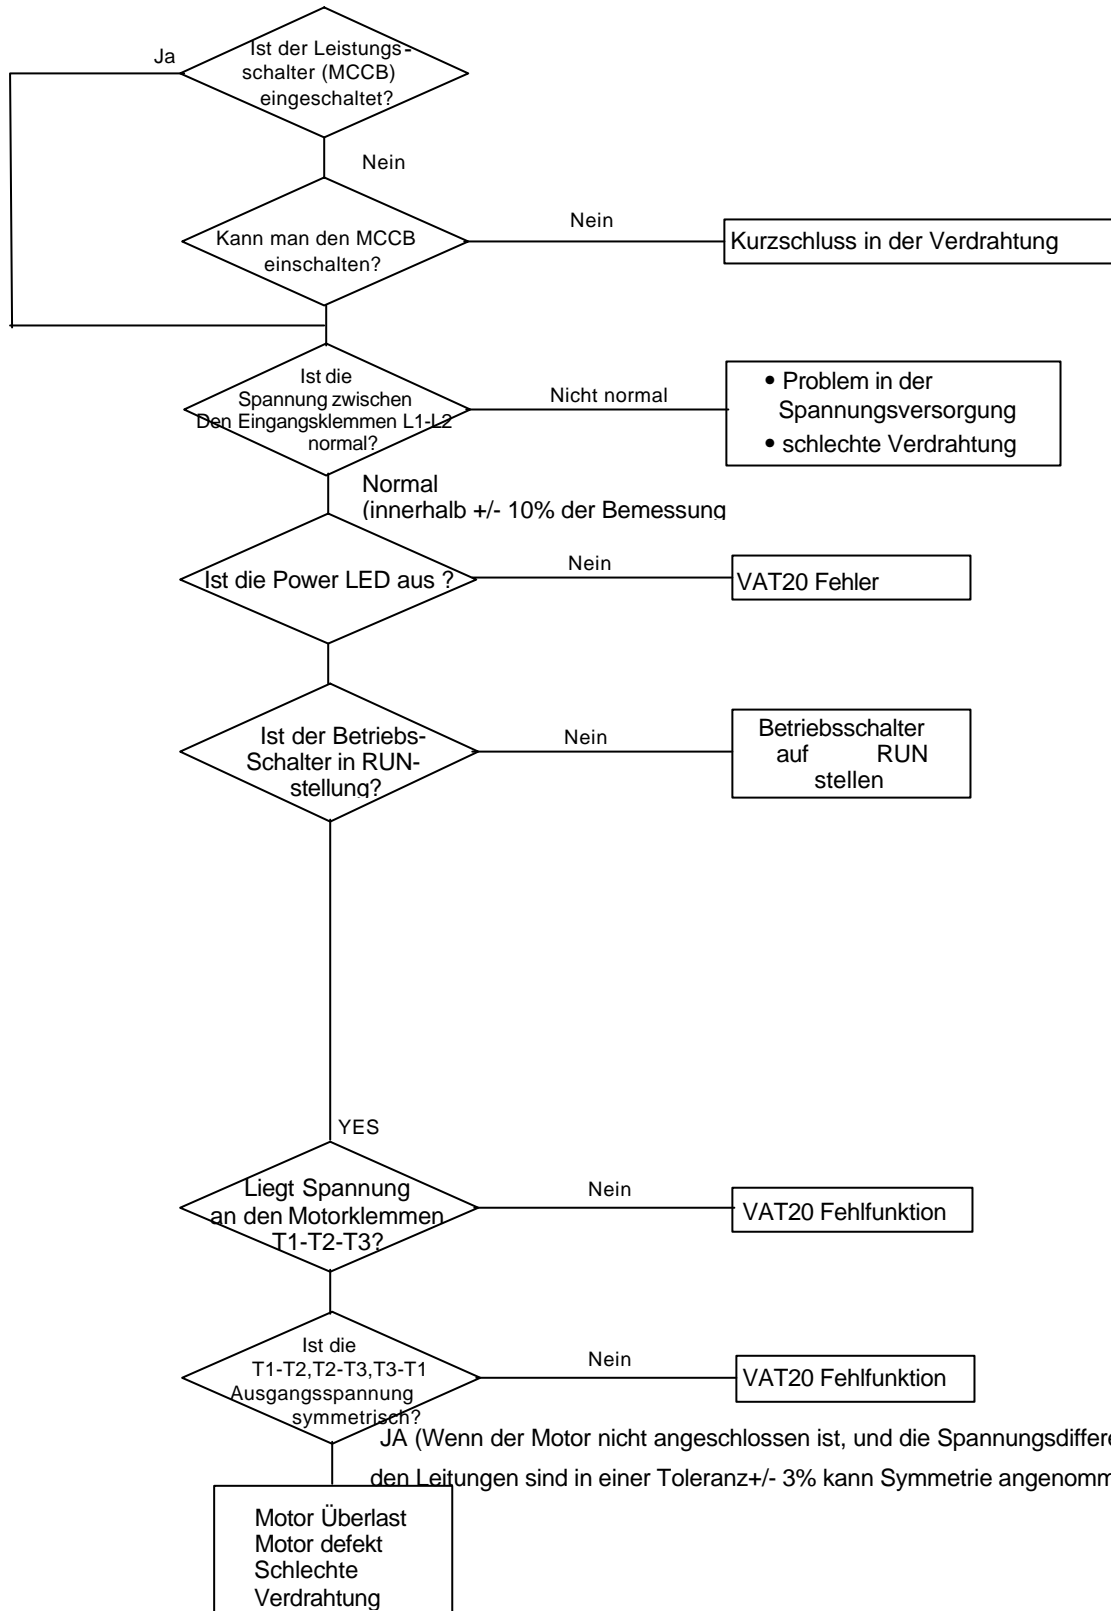 Ja
Ist der Leistungs-
schalter (MCCB)
eingeschaltet?
Nein
Kann man den MCCB
einschalten?
Nein
Kurzschluss in der Verdrahtung
Ist die
Spannung zwischen
Den Eingangsklemmen L1-L2
normal?
Nicht normal
• Problem in der
Spannungsversorgung
• schlechte Verdrahtung
Normal
(innerhalb +/- 10% der Bemessung
Ist die Power LED aus ?
Nein
VAT20 Fehler
Ist der Betriebs-
Schalter in RUN-
stellung?
Nein
Betriebsschalter
auf RUN
stellen
YES
Liegt Spannung
an den Motorklemmen
T1-T2-T3?
Nein
VAT20 Fehlfunktion
Ist die
T1-T2,T2-T3,T3-T1
Ausgangsspannung
symmetrisch?
Nein
VAT20 Fehlfunktion
JA (Wenn der Motor nicht angeschlossen ist, und die Spannungsdiffere
den Leitungen sind in einer Toleranz+/- 3% kann Symmetrie angenomm
Motor Überlast
Motor defekt
Schlechte
Verdrahtung